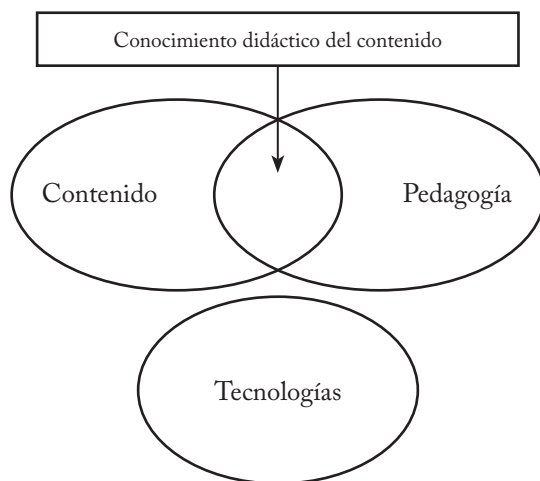 Conocimiento didáctico del contenido
Contenido
Pedagogía
Tecnologías